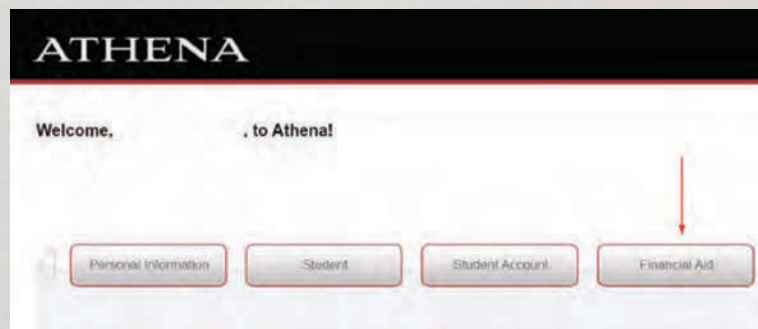 ATHENA
Welcome, , to Athena!
Personal Information Student Student Account Financial Aid